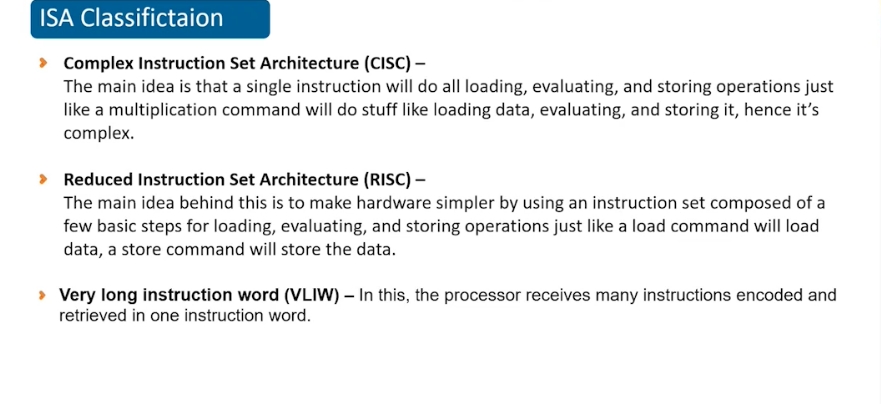 ISA Classifictaion
Complex Instruction Set Architecture (CISC) –
The main idea is that a single instruction will do all loading, evaluating, and storing operations just
like a multiplication command will do stuff like loading data, evaluating, and storing it, hence it’s
complex.
Reduced Instruction Set Architecture (RISC) –
The main idea behind this is to make hardware simpler by using an instruction set composed of a
few basic steps for loading, evaluating, and storing operations just like a load command will load
data, a store command will store the data.
Very long instruction word (VLIW) – In this, the processor receives many instructions encoded and
retrieved in one instruction word.